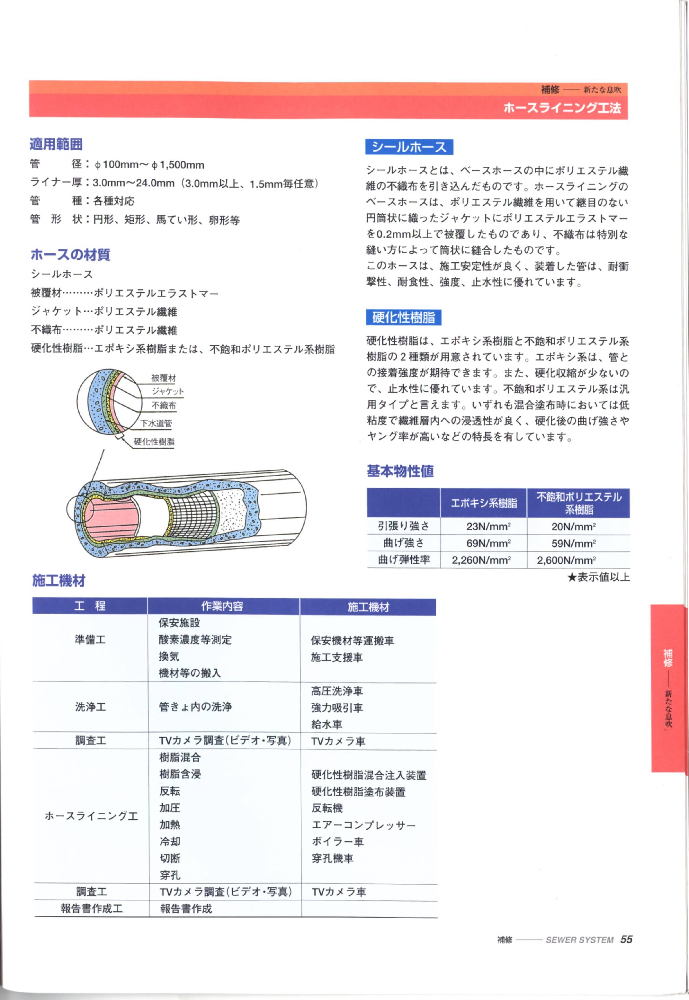 補修 —— 新たな息吹
ホースライニング工法
適用範囲
管　　　径：φ100mm〜φ1,500mm
ライナー厚：3.0mm〜24.0mm（3.0mm以上、1.5mm毎任意）
管　　　種：各種対応
管　形　状：円形、矩形、馬てい形、卵形等
ホースの材質
シールホース
被覆材………ポリエステルエラストマー
ジャケット…ポリエステル繊維
不織布………ポリエステル繊維
硬化性樹脂…エポキシ系樹脂または、不飽和ポリエステル系樹脂
被覆材
ジャケット
不織布
下水道管
硬化性樹脂
シールホース
シールホースとは、ベースホースの中にポリエステル繊
維の不織布を引き込んだものです。ホースライニングの
ベースホースは、ポリエステル繊維を用いて継目のない
円筒状に織ったジャケットにポリエステルエラストマー
を0.2mm以上で被覆したものであり、不織布は特別な
縫い方によって筒状に縫合したものです。
このホースは、施工安定性が良く、装着した管は、耐衝
撃性、耐食性、強度、止水性に優れています。
硬化性樹脂
硬化性樹脂は、エポキシ系樹脂と不飽和ポリエステル系
樹脂の2種類が用意されています。エポキシ系は、管と
の接着強度が期待できます。また、硬化収縮が少ないの
で、止水性に優れています。不飽和ポリエステル系は汎
用タイプと言えます。いずれも混合塗布時においては低
粘度で繊維層内への浸透性が良く、硬化後の曲げ強さや
ヤング率が高いなどの特長を有しています。
基本物性値
エポキシ系樹脂 不飽和ポリエステル
系樹脂
引張り強さ 23N/mm² 20N/mm²
曲げ強さ 69N/mm² 59N/mm²
曲げ弾性率 2,260N/mm² 2,600N/mm²
★表示値以上
施工機材
工　程 作業内容 施工機材
準備工
保安施設
酸素濃度等測定
換気
機材等の搬入
保安機材等運搬車
施工支援車
洗浄工
管きょ内の洗浄
高圧洗浄車
強力吸引車
給水車
調査工 TVカメラ調査（ビデオ・写真） TVカメラ車
ホースライニング工
樹脂混合
樹脂含浸
反転
加圧
加熱
冷却
切断
穿孔
硬化性樹脂混合注入装置
硬化性樹脂塗布装置
反転機
エアーコンプレッサー
ボイラー車
穿孔機車
調査工 TVカメラ調査（ビデオ・写真） TVカメラ車
報告書作成工 報告書作成
補修 —— 新たな息吹
補修 —— SEWER SYSTEM 55